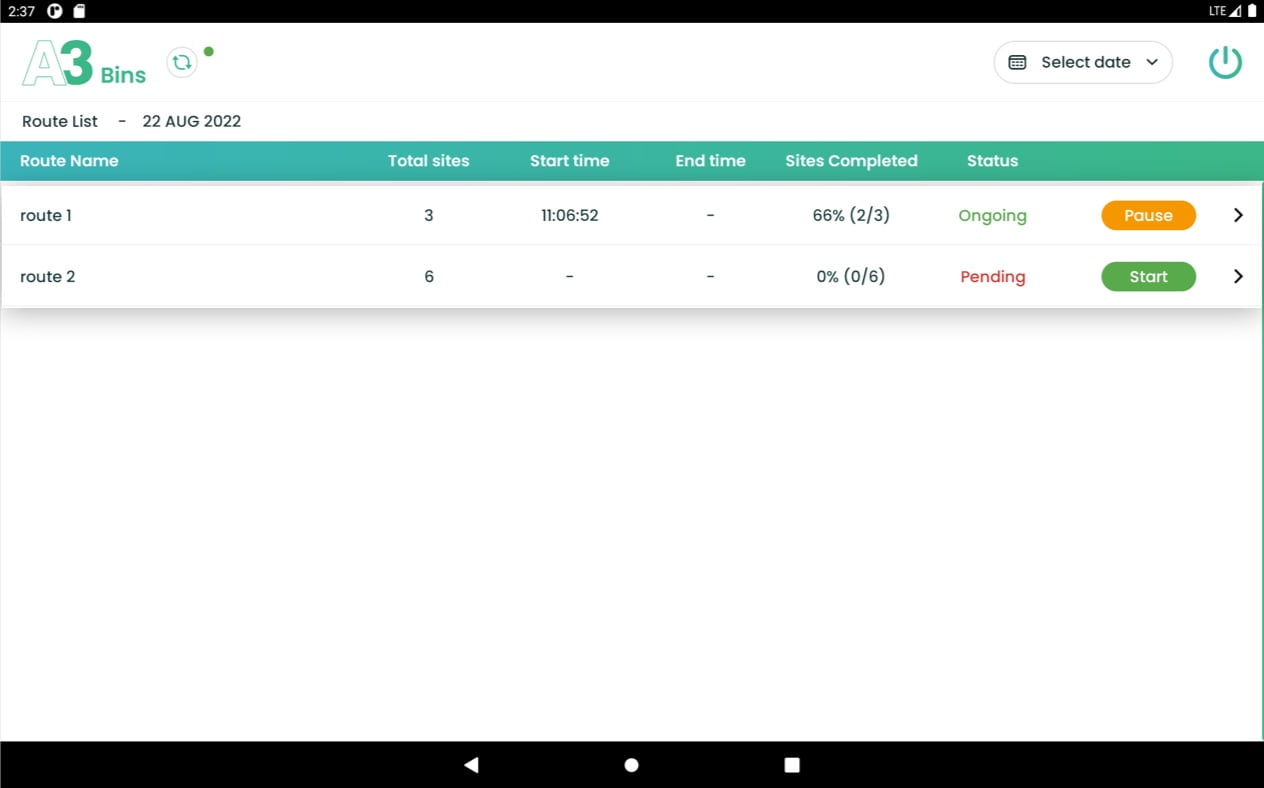 2:37 LTE
A3 Bins Select date
Route List - 22 AUG 2022
Route Name Total sites Start time End time Sites Completed Status
route 1 3 11:06:52 - 66% (2/3) Ongoing Pause
route 2 6 - - 0% (0/6) Pending Start